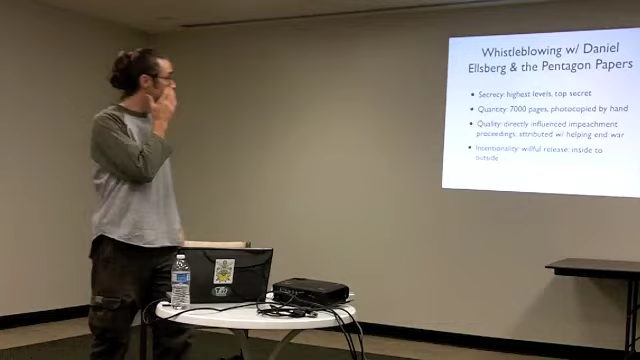 Whistleblowing w/ Daniel
Ellsberg & the Pentagon Papers
• Secrecy: highest levels, top secret
• Quantity: 7000 pages, photocopied by hand
• Quality: directly influenced impeachment
proceedings; attributed w/ helping end war
• Intentionality: willful release: inside to
outside